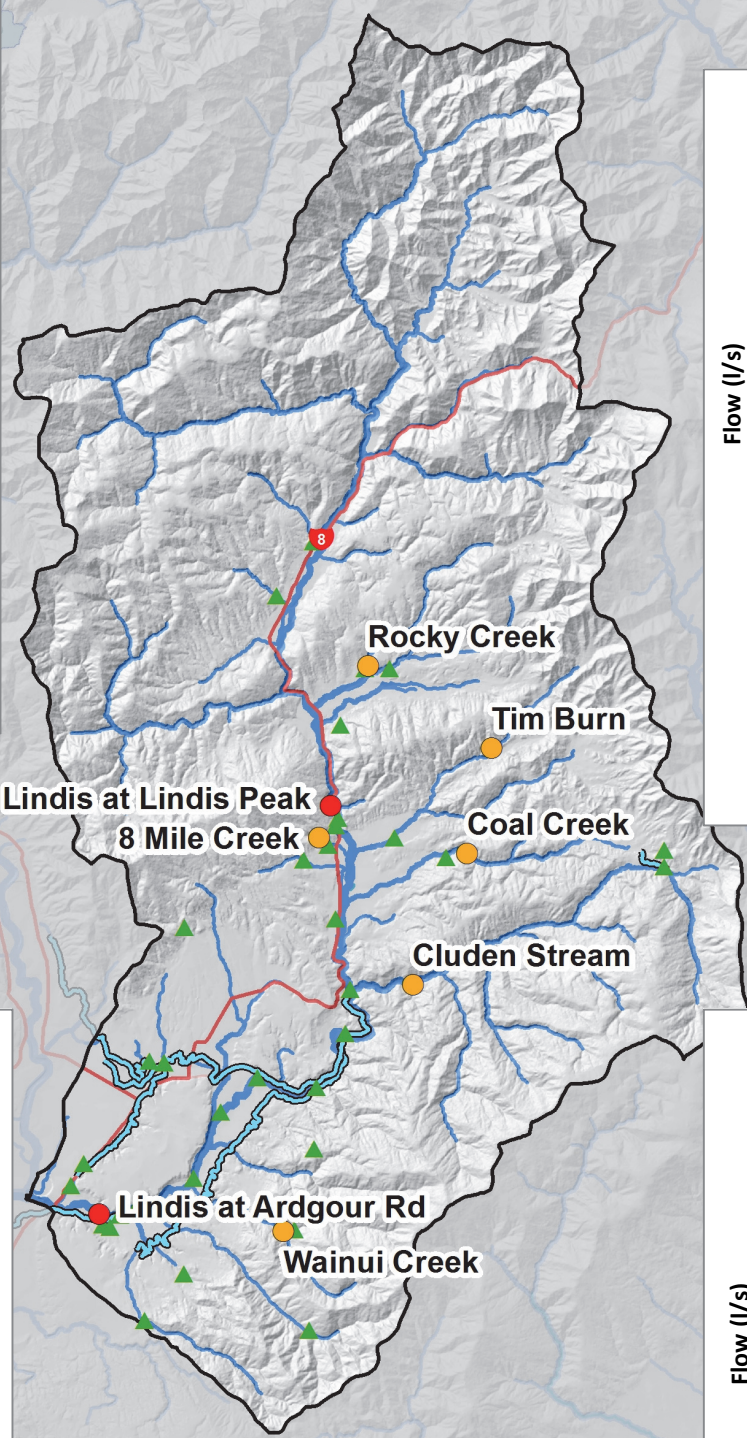 Flow (l/s)
8
Rocky Creek
Tim Burn
Lindis at Lindis Peak
8 Mile Creek
Coal Creek
Cluden Stream
Lindis at Ardgour Rd
Wainui Creek
Flow (l/s)